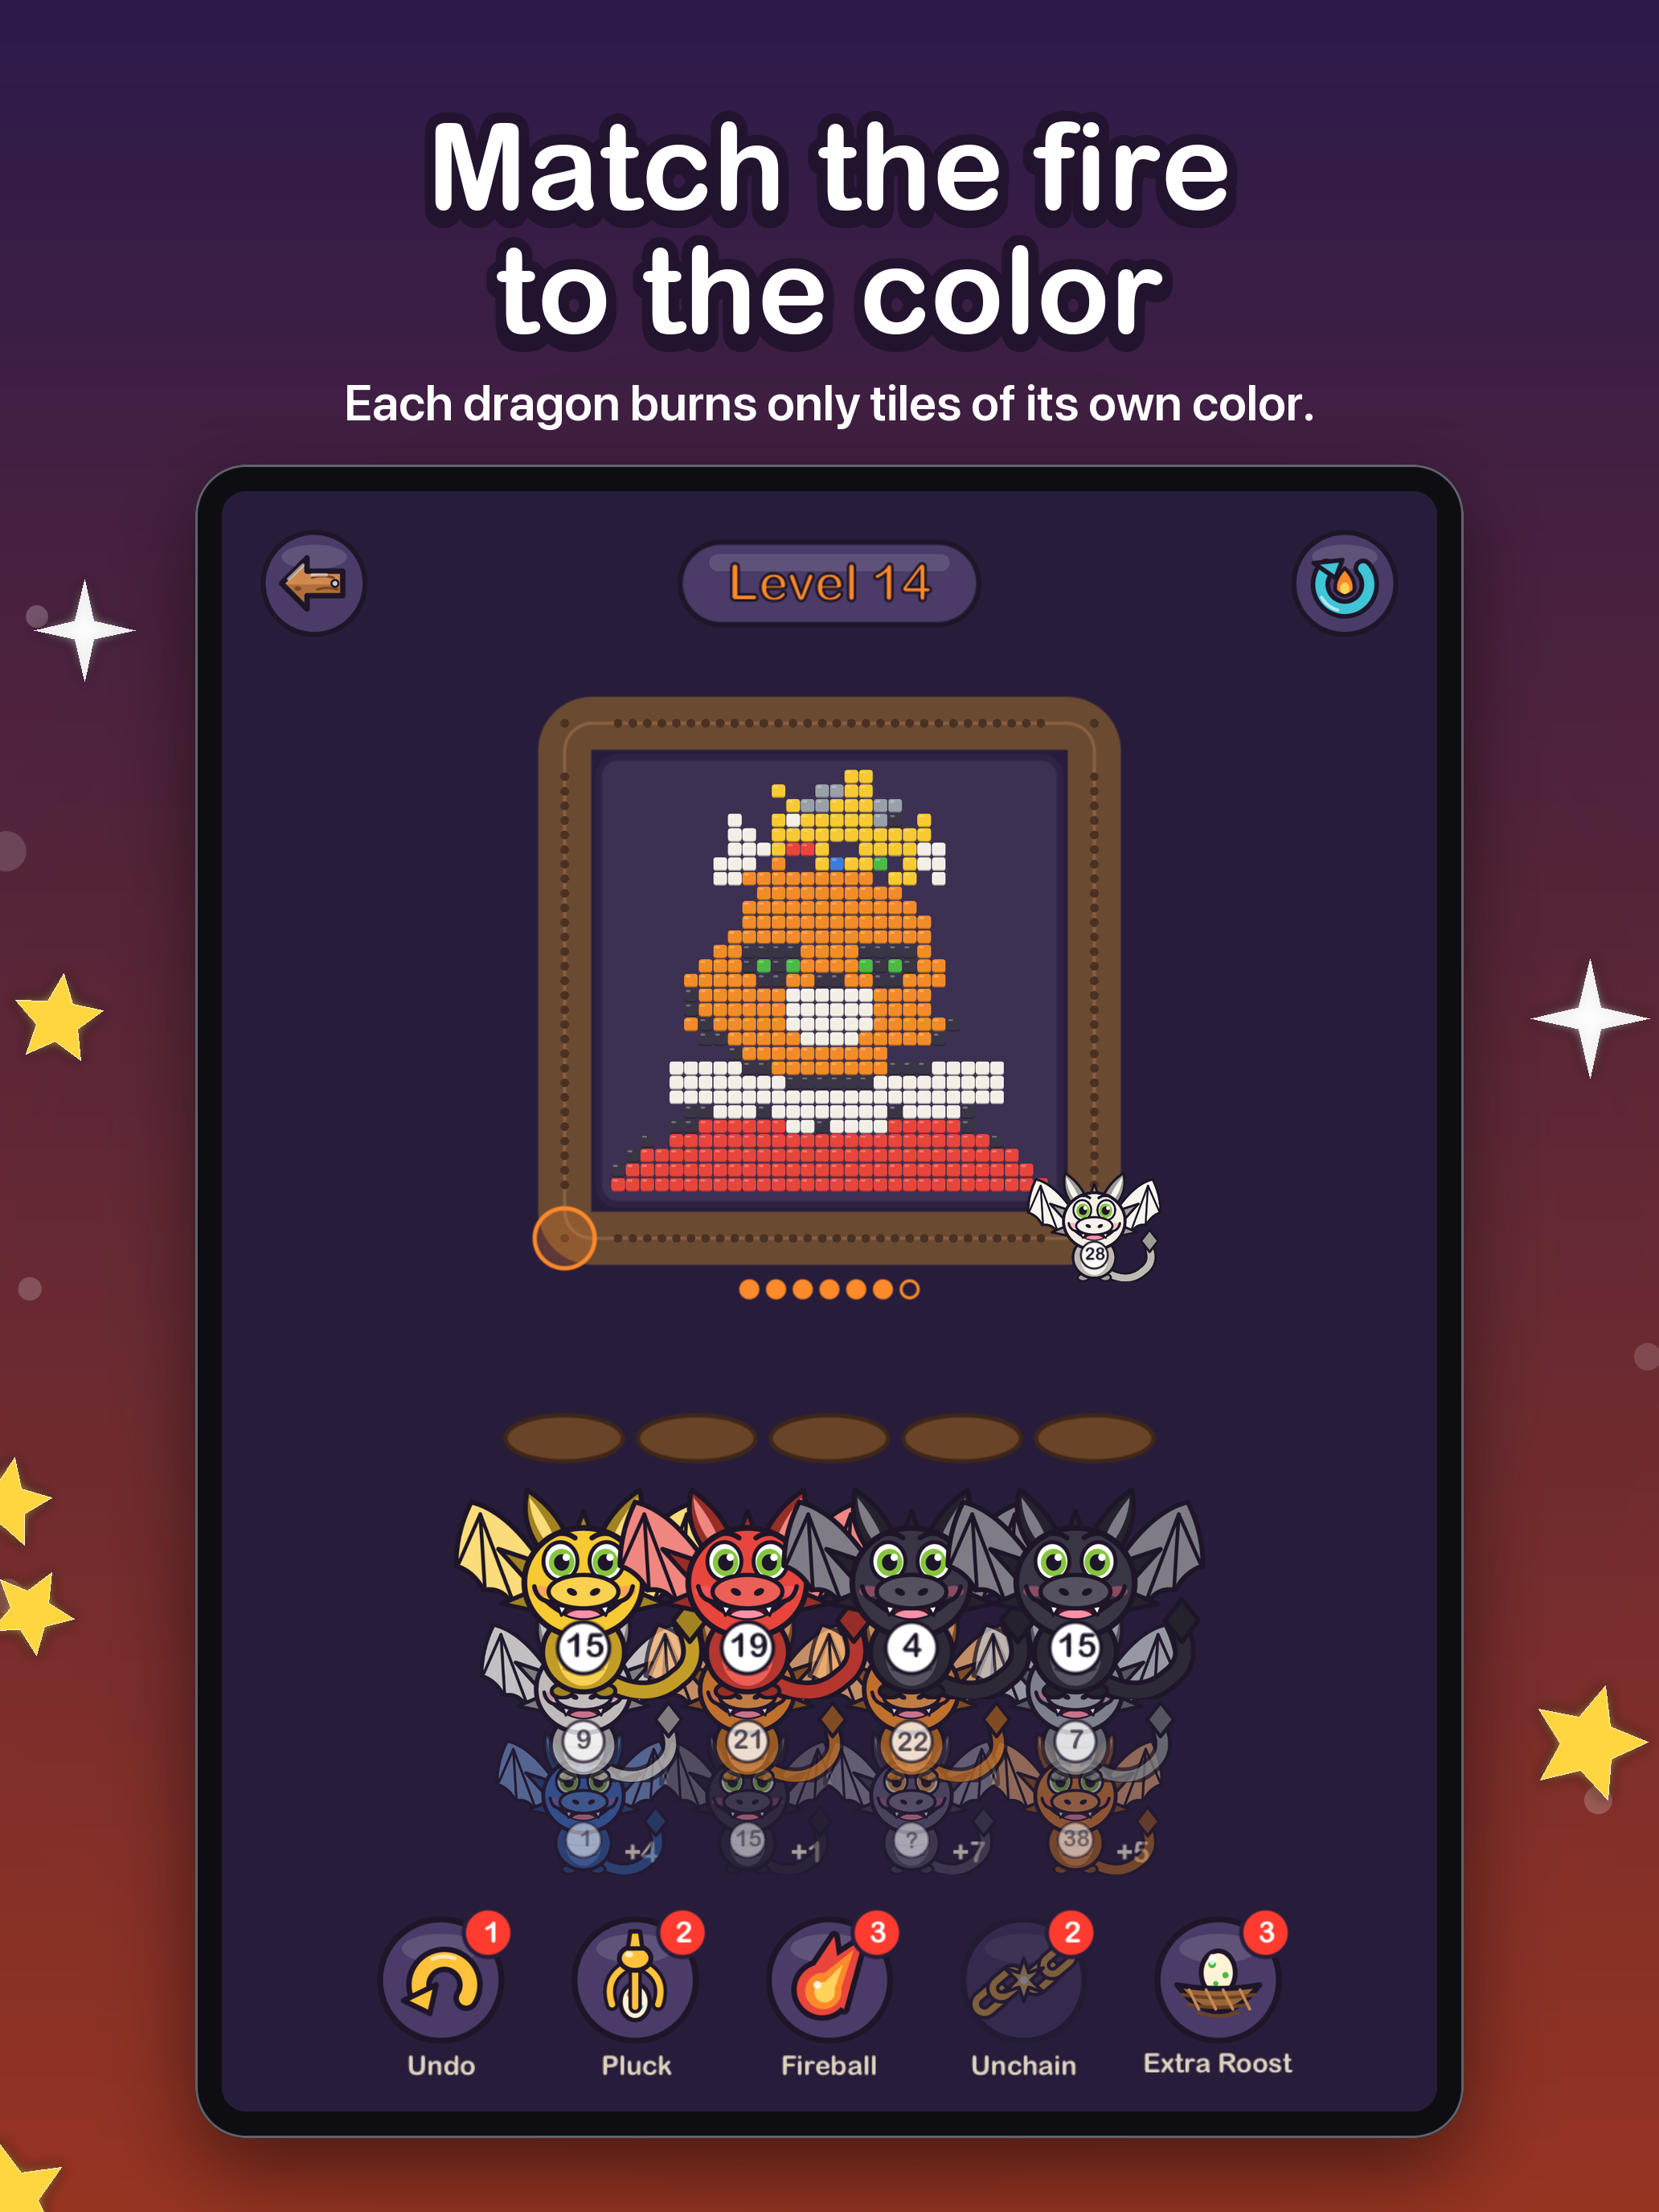 Match the fire
to the color
Each dragon burns only tiles of its own color.
Level 14
28
15 19 4 15
9 21 22 7
1 +4 15 +1 ? +7 38 +5
1 2 3 2 3
Undo Pluck Fireball Unchain Extra Roost